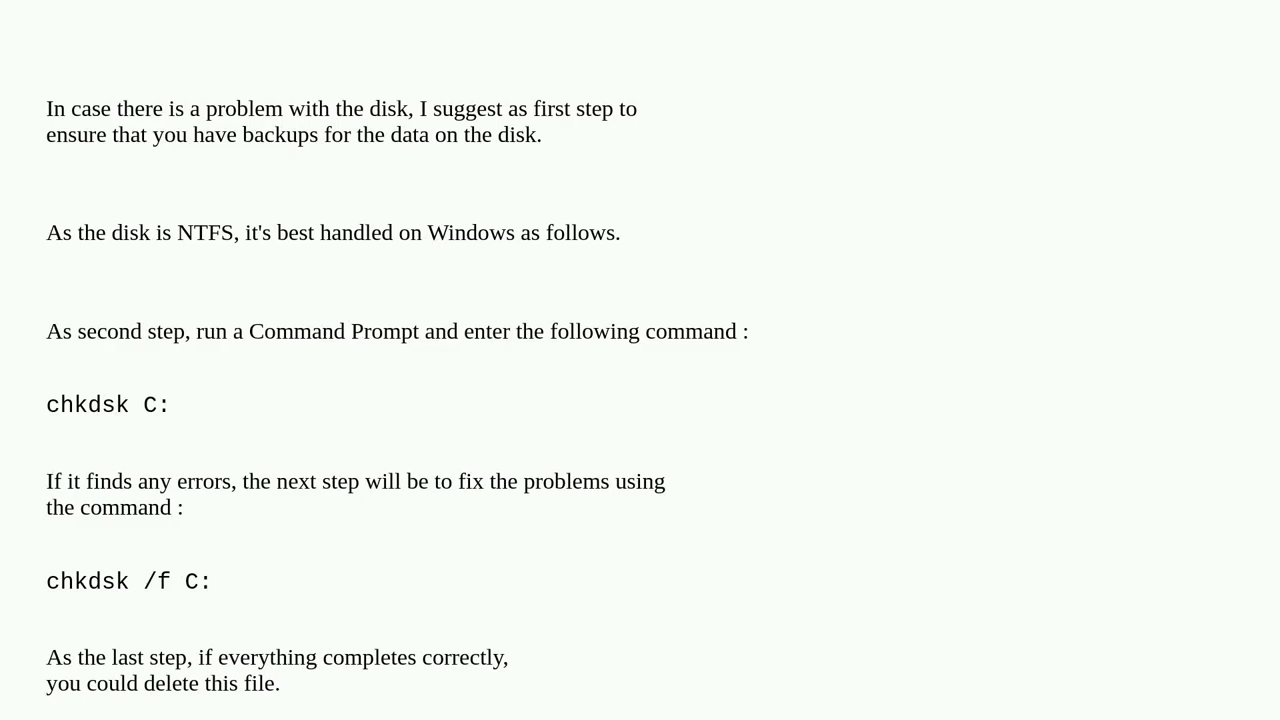 In case there is a problem with the disk, I suggest as first step to
ensure that you have backups for the data on the disk.
As the disk is NTFS, it's best handled on Windows as follows.
As second step, run a Command Prompt and enter the following command :
chkdsk C:
If it finds any errors, the next step will be to fix the problems using
the command :
chkdsk /f C:
As the last step, if everything completes correctly,
you could delete this file.